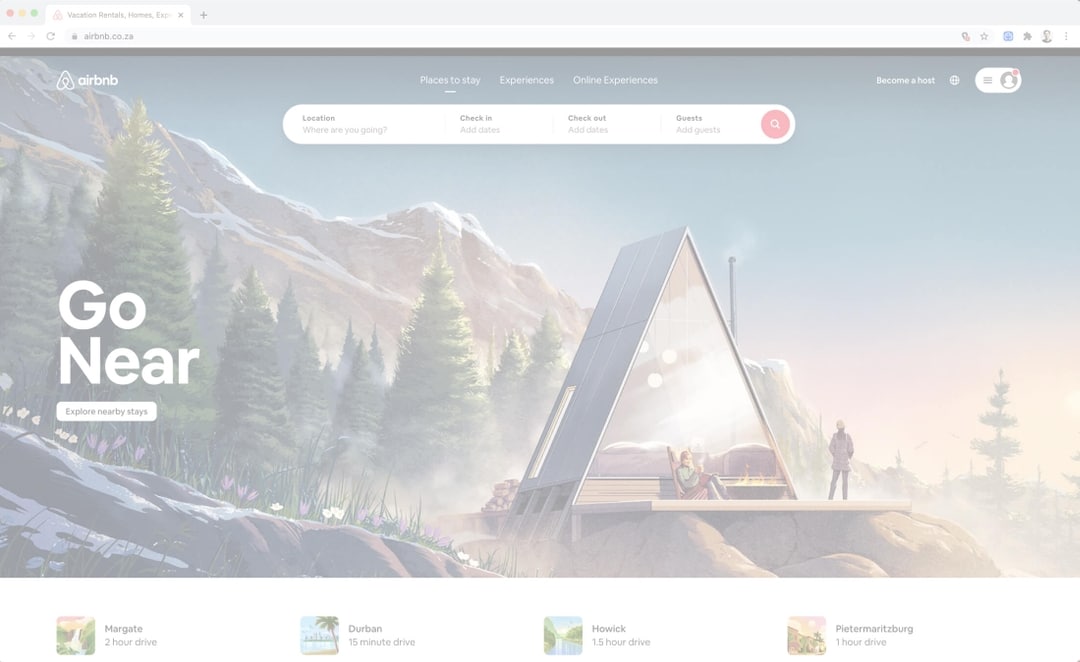 Vacation Rentals, Homes, Exp
airbnb.co.za
airbnb
Places to stay
Experiences
Online Experiences
Become a host
Location
Where are you going?
Check in
Add dates
Check out
Add dates
Guests
Add guests
Go
Near
Explore nearby stays
Margate
2 hour drive
Durban
15 minute drive
Howick
1.5 hour drive
Pietermaritzburg
1 hour drive